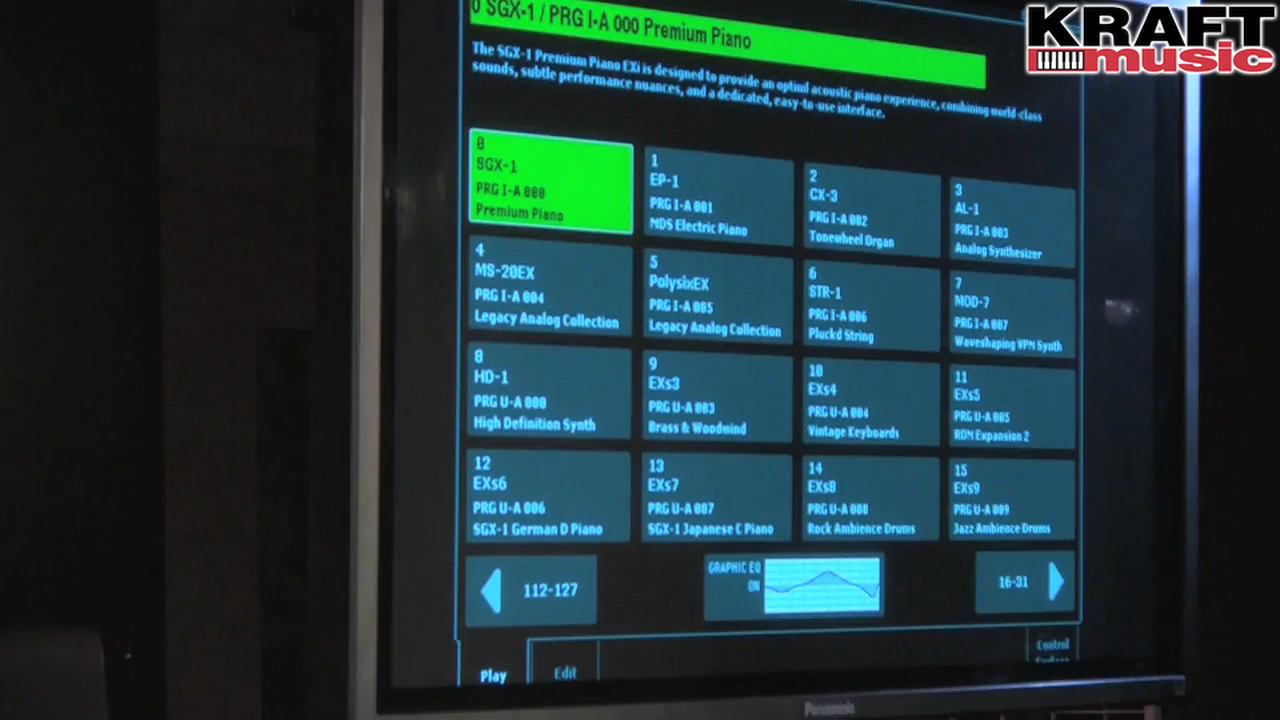 KRAFT
music
0 SGX-1 / PRG I-A 000 Premium Piano
The SGX-1 Premium Piano EXi is designed to provide an optiml acoustic piano experience, combining world-class
sounds, subtle performance nuances, and a dedicated, easy-to-use interface.
0
SGX-1
PRG I-A 000
Premium Piano
1
EP-1
PRG I-A 001
MDS Electric Piano
2
CX-3
PRG I-A 002
Tonewheel Organ
3
AL-1
PRG I-A 003
Analog Synthesizer
4
MS-20EX
PRG I-A 004
Legacy Analog Collection
5
PolysixEX
PRG I-A 005
Legacy Analog Collection
6
STR-1
PRG I-A 006
Pluckd String
7
MOD-7
PRG I-A 007
Waveshaping VPM Synth
8
HD-1
PRG U-A 000
High Definition Synth
9
EXs3
PRG U-A 003
Brass & Woodwind
10
EXs4
PRG U-A 004
Vintage Keyboards
11
EXs5
PRG U-A 005
ROM Expansion 2
12
EXs6
PRG U-A 006
SGX-1 German D Piano
13
EXs7
PRG U-A 007
SGX-1 Japanese C Piano
14
EXs8
PRG U-A 008
Rock Ambience Drums
15
EXs9
PRG U-A 009
Jazz Ambience Drums
112-127
GRAPHIC EQ
ON
16-31
Play
Edit
Control
Surface
Panasonic